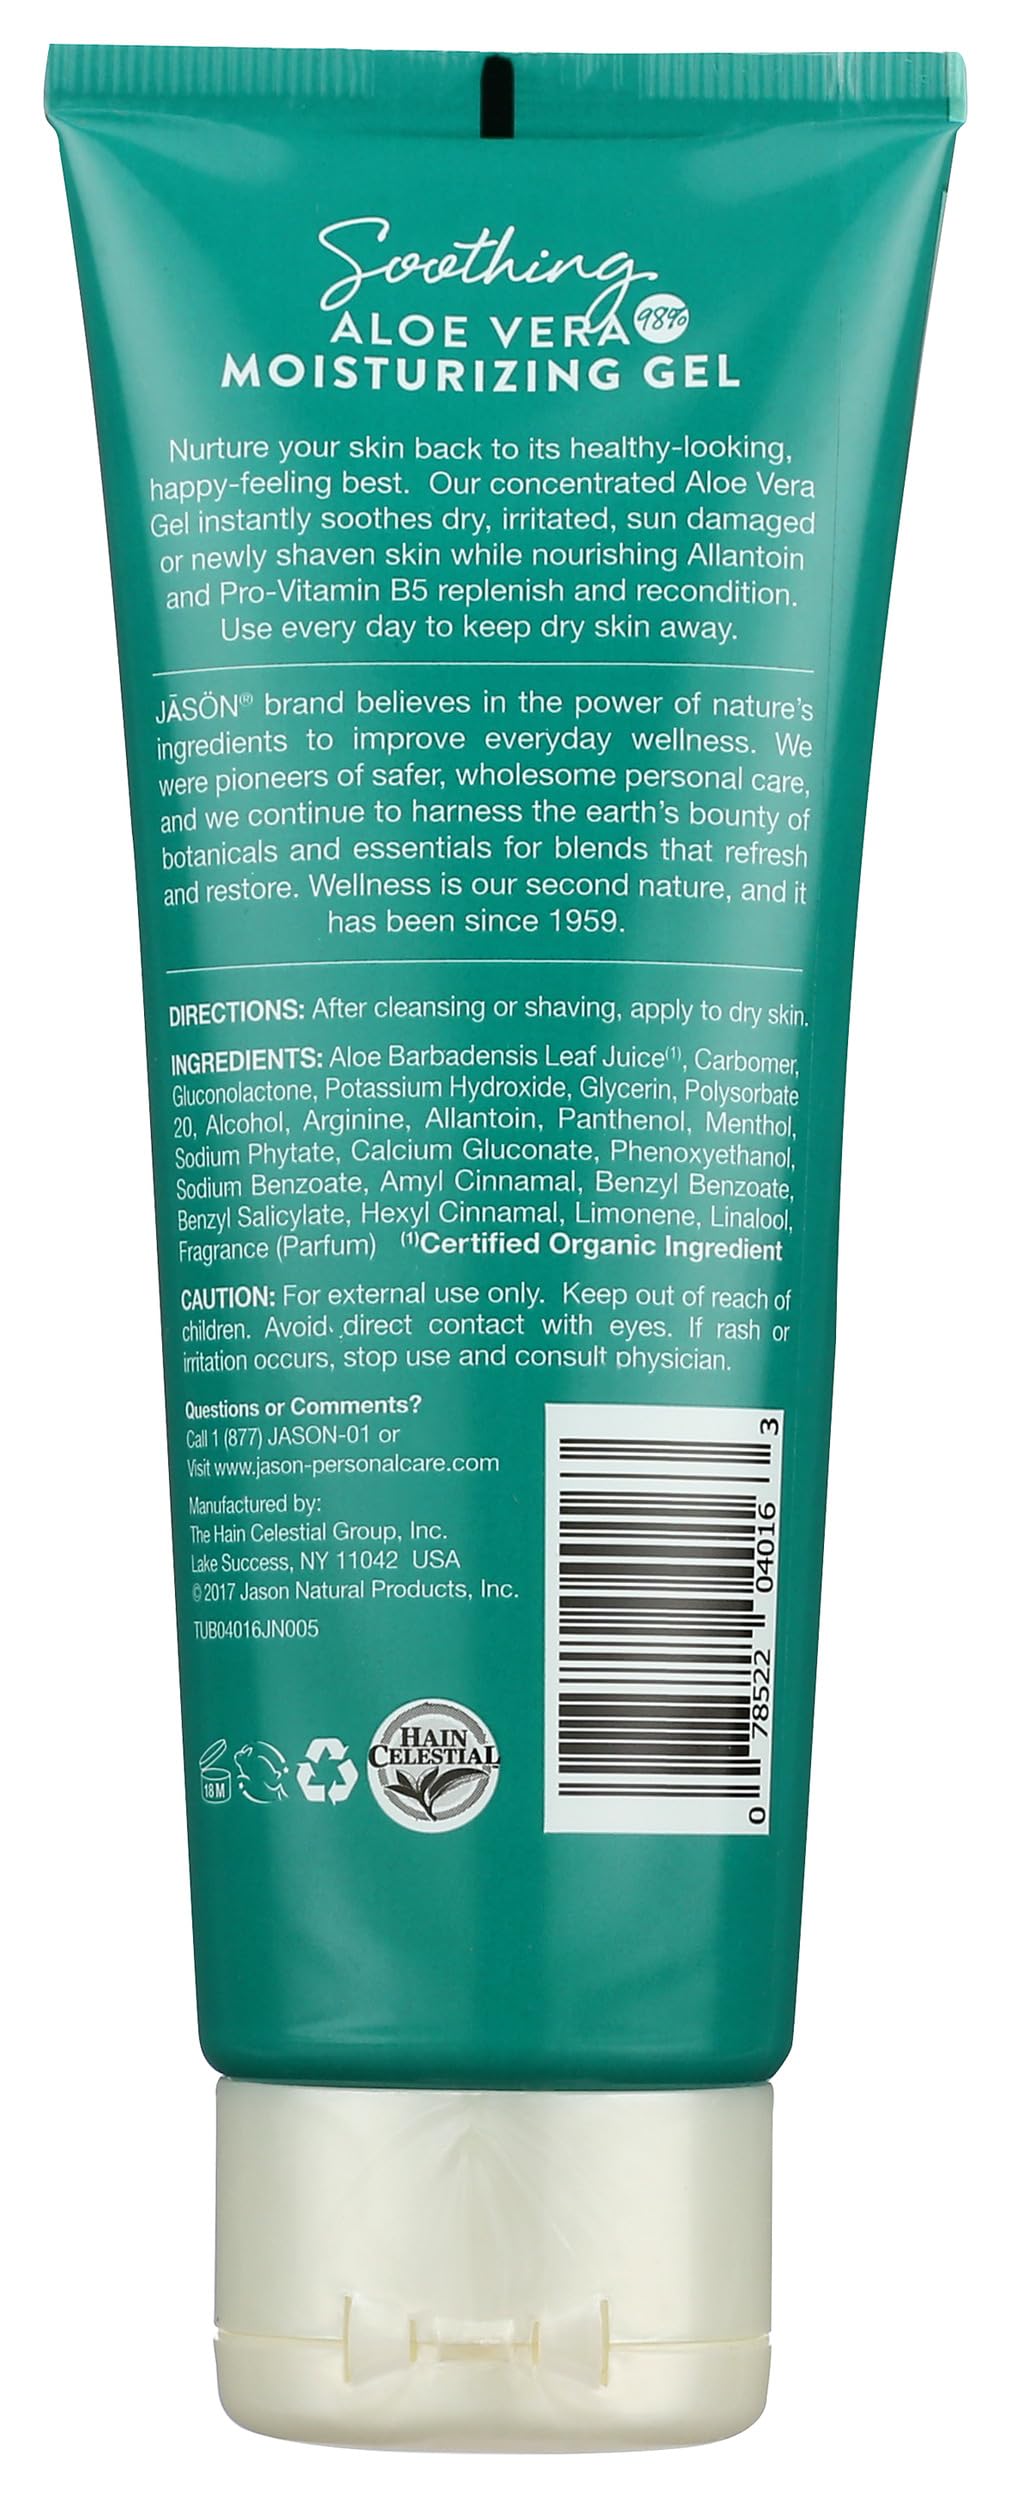 Soothing
ALOE VERA 98%
MOISTURIZING GEL
Nurture your skin back to its healthy-looking,
happy-feeling best. Our concentrated Aloe Vera
Gel instantly soothes dry, irritated, sun damaged
or newly shaven skin while nourishing Allantoin
and Pro-Vitamin B5 replenish and recondition.
Use every day to keep dry skin away.
JĀSÖN® brand believes in the power of nature's
ingredients to improve everyday wellness. We
were pioneers of safer, wholesome personal care,
and we continue to harness the earth's bounty of
botanicals and essentials for blends that refresh
and restore. Wellness is our second nature, and it
has been since 1959.
DIRECTIONS: After cleansing or shaving, apply to dry skin.
INGREDIENTS: Aloe Barbadensis Leaf Juice⁽¹⁾, Carbomer,
Gluconolactone, Potassium Hydroxide, Glycerin, Polysorbate
20, Alcohol, Arginine, Allantoin, Panthenol, Menthol,
Sodium Phytate, Calcium Gluconate, Phenoxyethanol,
Sodium Benzoate, Amyl Cinnamal, Benzyl Benzoate,
Benzyl Salicylate, Hexyl Cinnamal, Limonene, Linalool,
Fragrance (Parfum) ⁽¹⁾Certified Organic Ingredient
CAUTION: For external use only. Keep out of reach of
children. Avoid direct contact with eyes. If rash or
irritation occurs, stop use and consult physician.
Questions or Comments?
Call 1 (877) JASON-01 or
Visit www.jason-personalcare.com
Manufactured by:
The Hain Celestial Group, Inc.
Lake Success, NY 11042 USA
©2017 Jason Natural Products, Inc.
TUB04016JN005
18M
HAIN
CELESTIAL
0 78522 04016 3